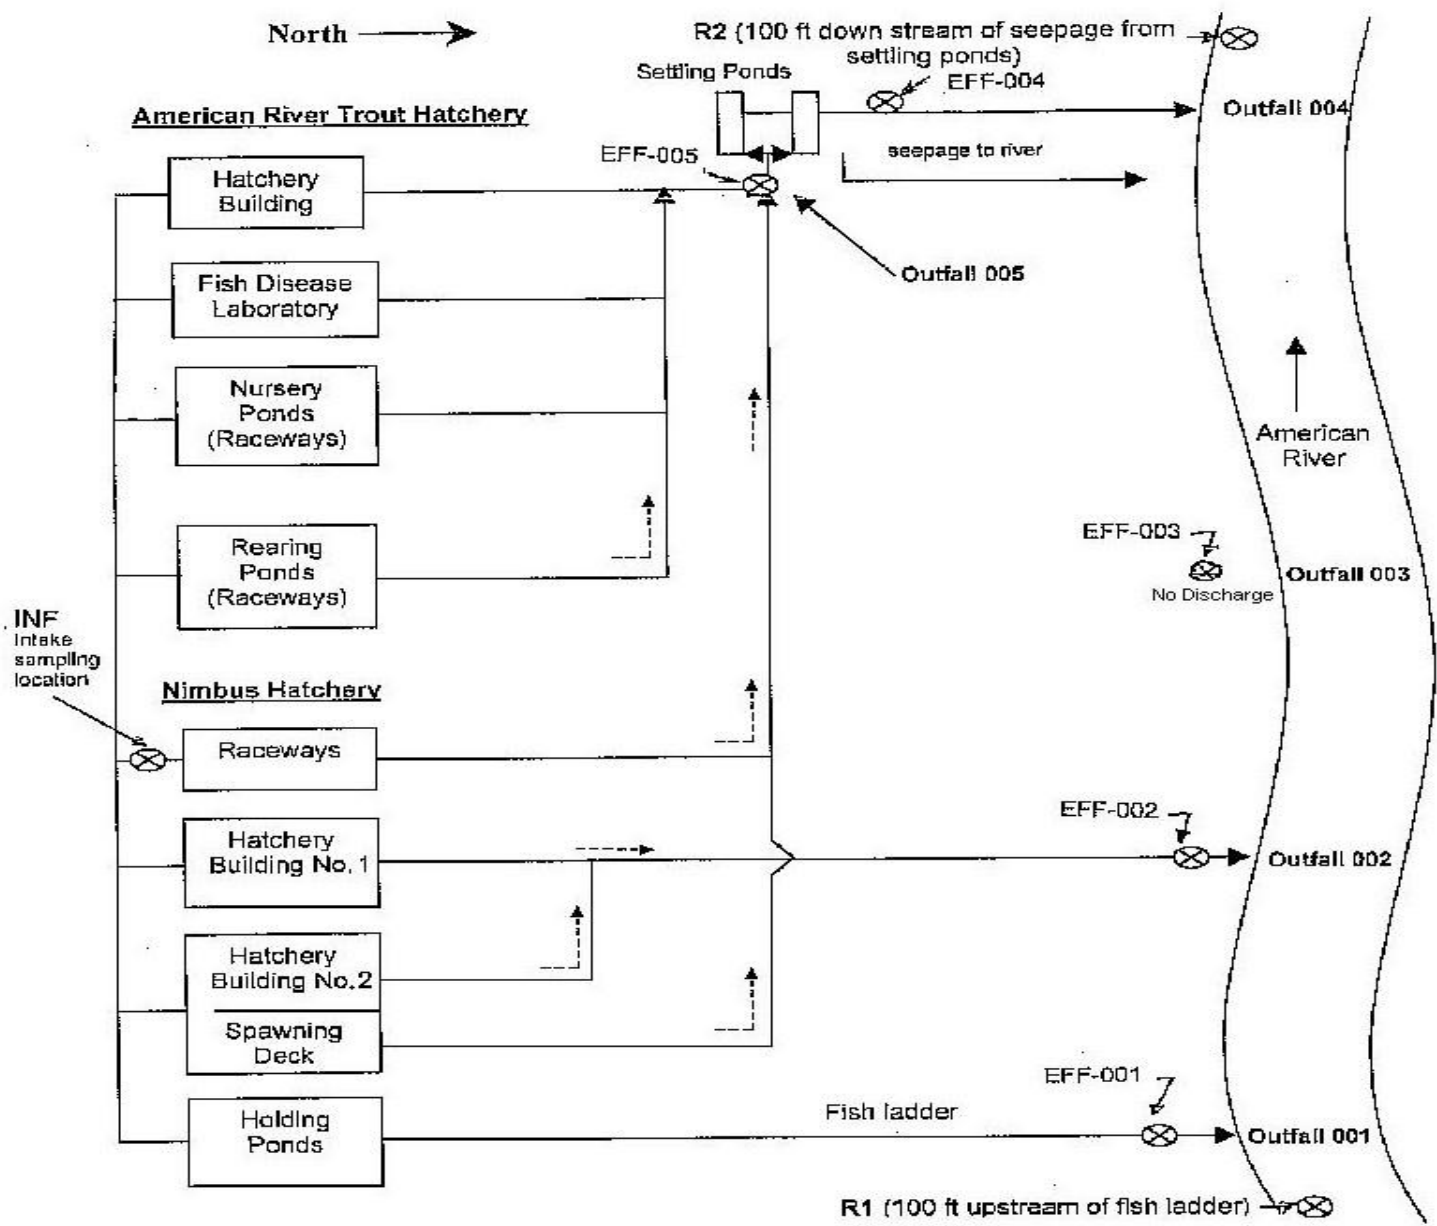 North
R2 (100 ft down stream of seepage from
settling ponds)
Settling Ponds
EFF-004
American River Trout Hatchery
Outfall 004
EFF-005
seepage to river
Hatchery
Building
Outfall 005
Fish Disease
Laboratory
Nursery
Ponds
(Raceways)
American
River
Rearing
Ponds
(Raceways)
EFF-003
Outfall 003
No Discharge
INF
Intake
sampling
location
Nimbus Hatchery
Raceways
EFF-002
Hatchery
Building No.1
Outfall 002
Hatchery
Building No.2
Spawning
Deck
EFF-001
Holding
Ponds
Fish ladder
Outfall 001
R1 (100 ft upstream of fish ladder)